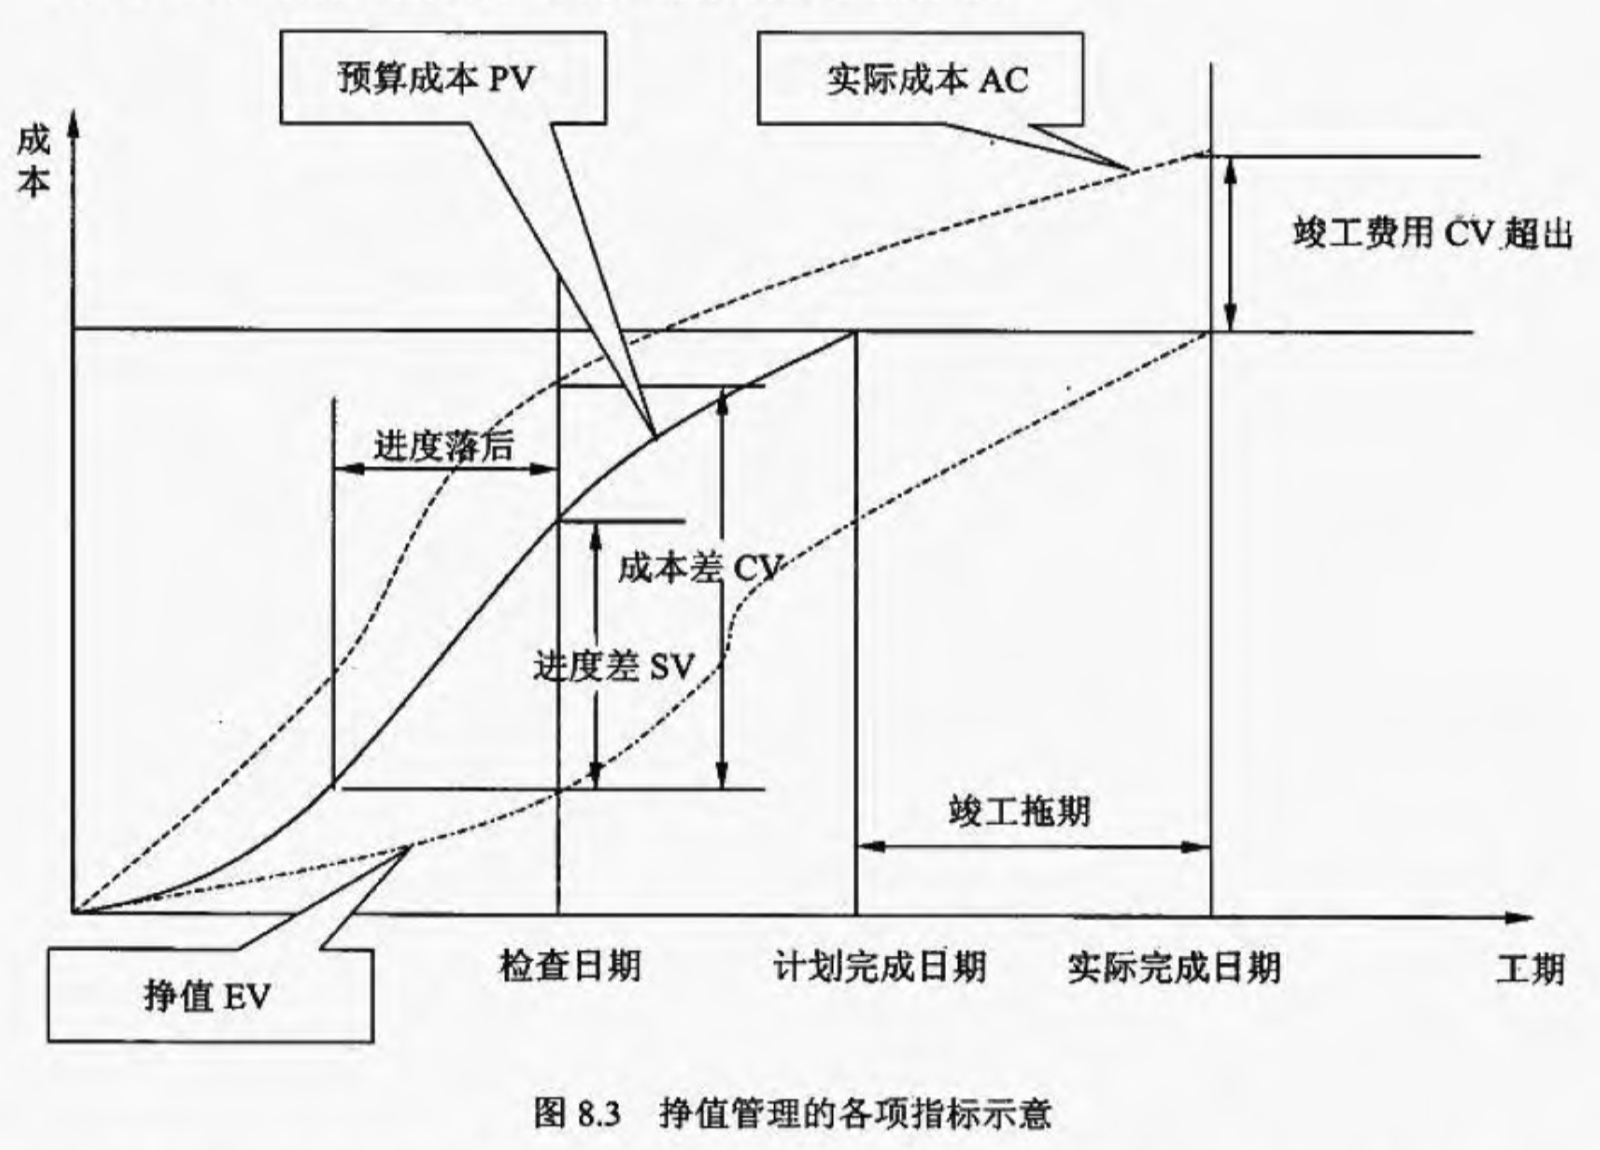 预算成本 PV
实际成本 AC
成本
竣工费用 CV 超出
进度落后
成本差 CV
进度差 SV
竣工拖期
检查日期
计划完成日期
实际完成日期
工期
挣值 EV
图 8.3 挣值管理的各项指标示意